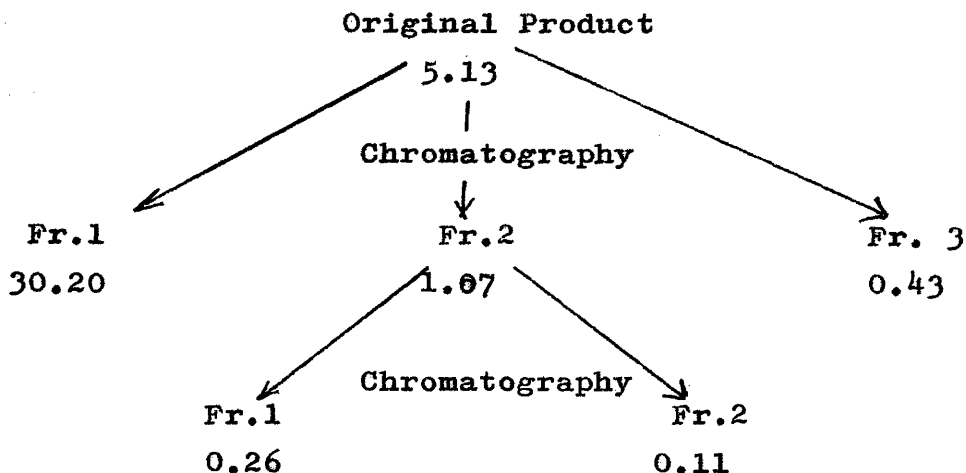 Original Product
5.13
Chromatography
Fr.1 Fr.2 Fr. 3
30.20 1.07 0.43
Chromatography
Fr.1 Fr.2
0.26 0.11